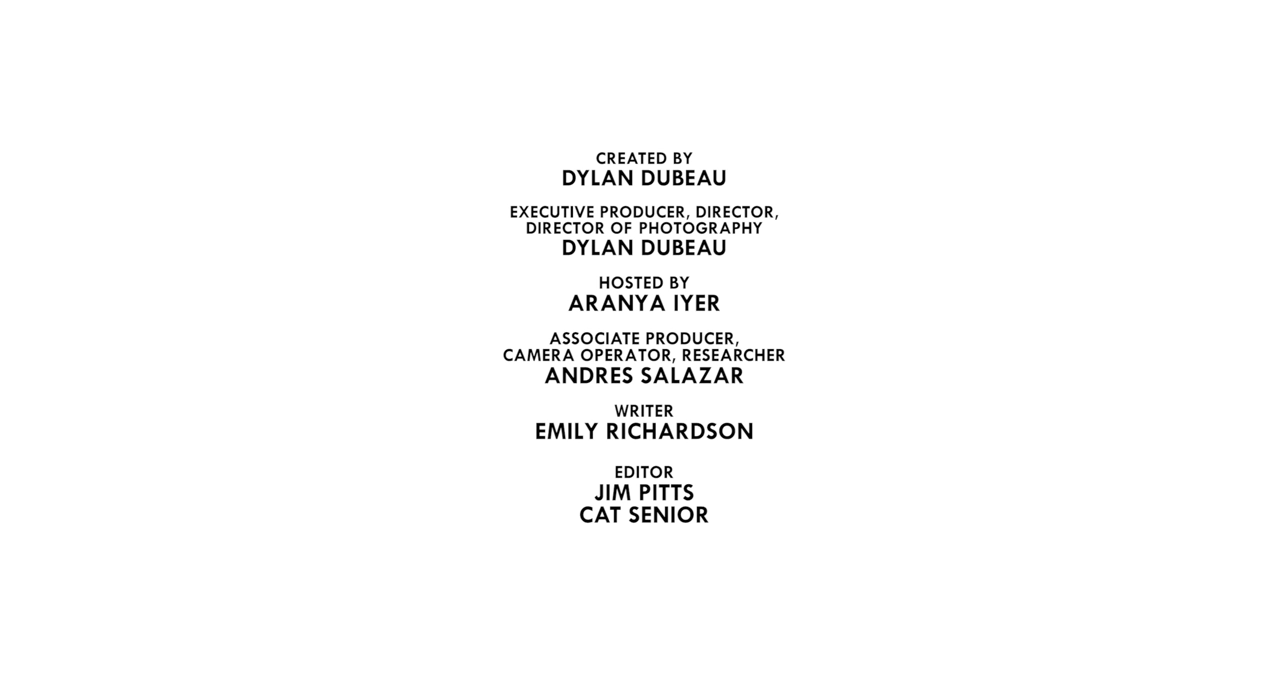 CREATED BY
DYLAN DUBEAU
EXECUTIVE PRODUCER, DIRECTOR,
DIRECTOR OF PHOTOGRAPHY
DYLAN DUBEAU
HOSTED BY
ARANYA IYER
ASSOCIATE PRODUCER,
CAMERA OPERATOR, RESEARCHER
ANDRES SALAZAR
WRITER
EMILY RICHARDSON
EDITOR
JIM PITTS
CAT SENIOR